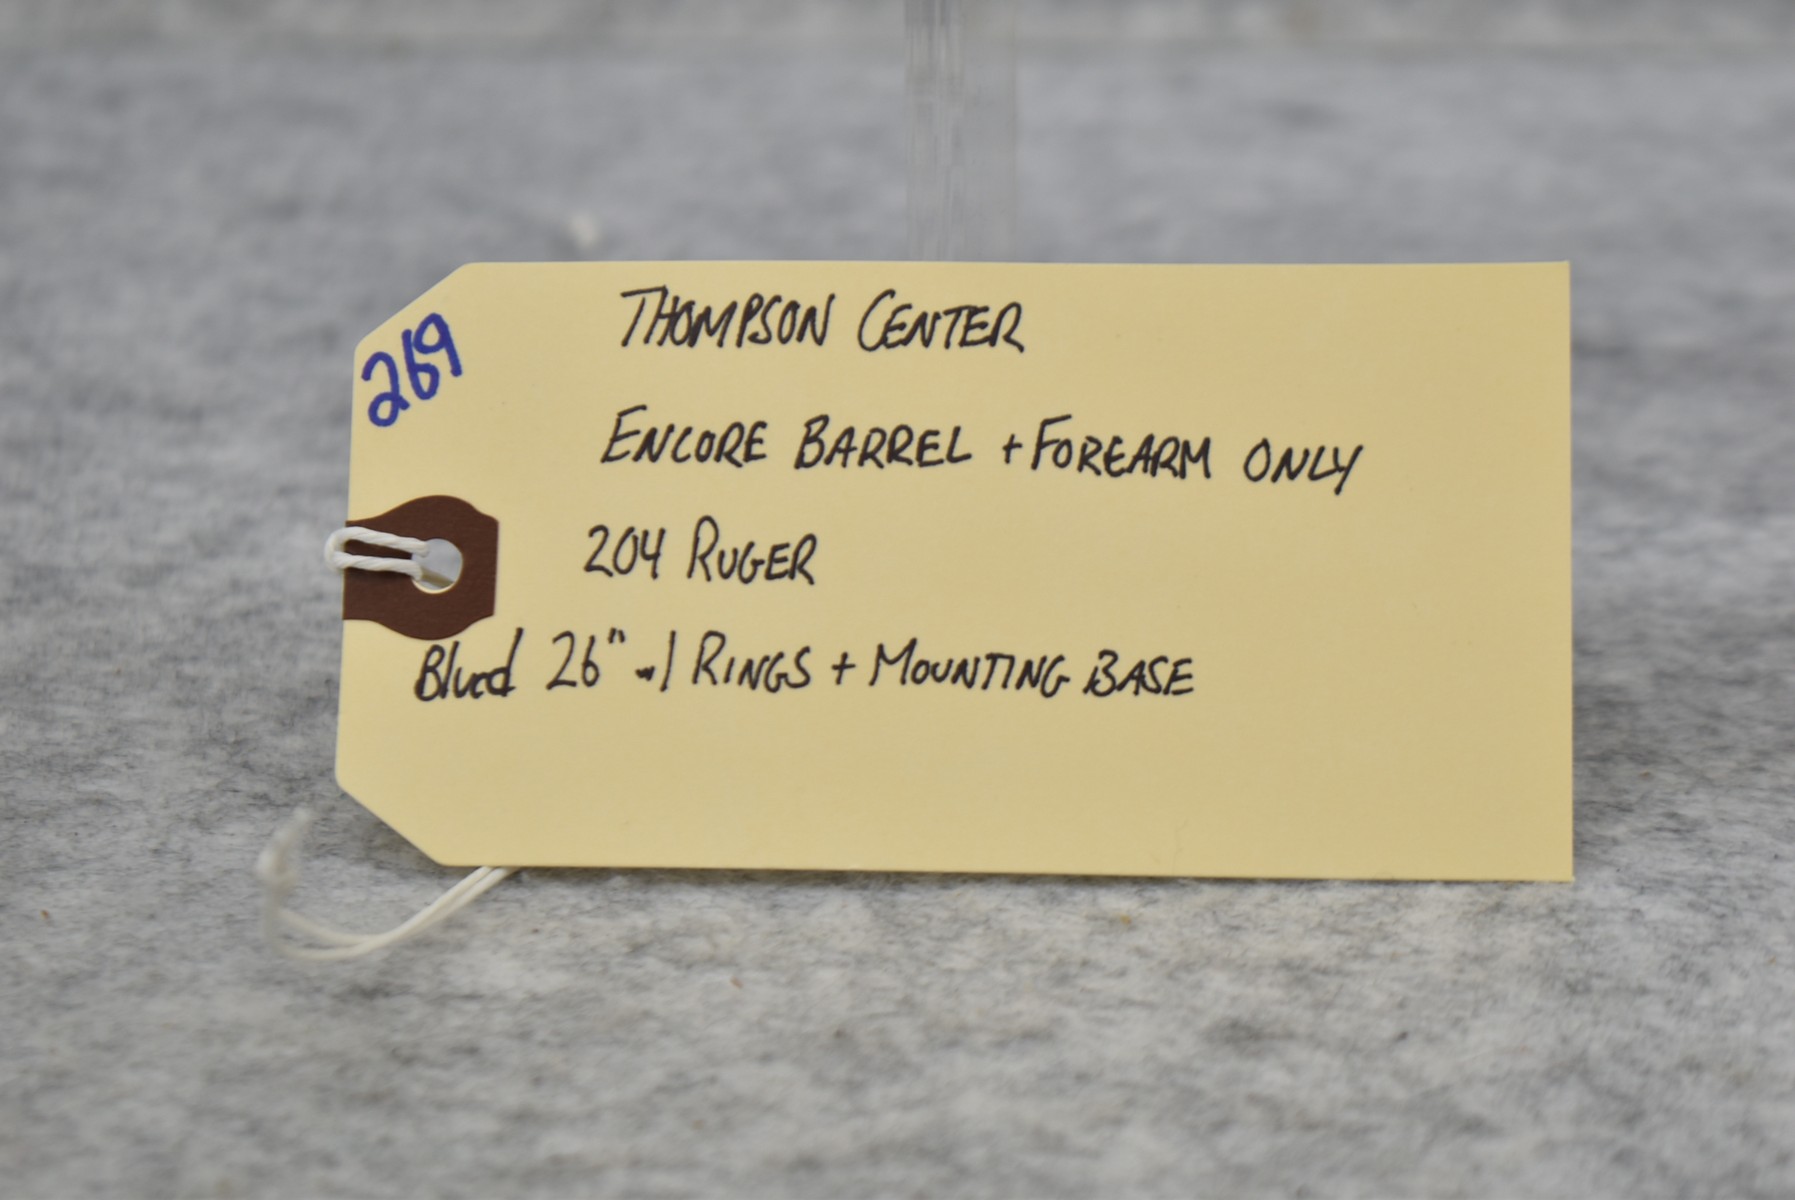 269
THOMPSON CENTER
ENCORE BARREL + FOREARM ONLY
204 RUGER
Blued 26" w/ RINGS + MOUNTING BASE